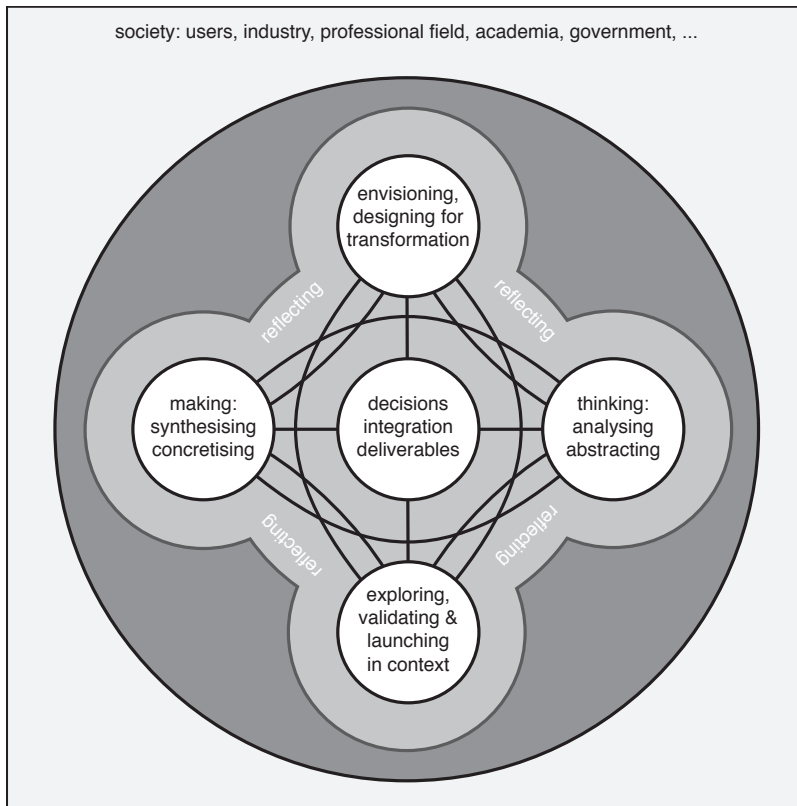 society: users, industry, professional field, academia, government, ...
envisioning,
designing for
transformation
reflecting
reflecting
making:
synthesising
concretising
decisions
integration
deliverables
thinking:
analysing
abstracting
reflecting
reflecting
exploring,
validating &
launching
in context